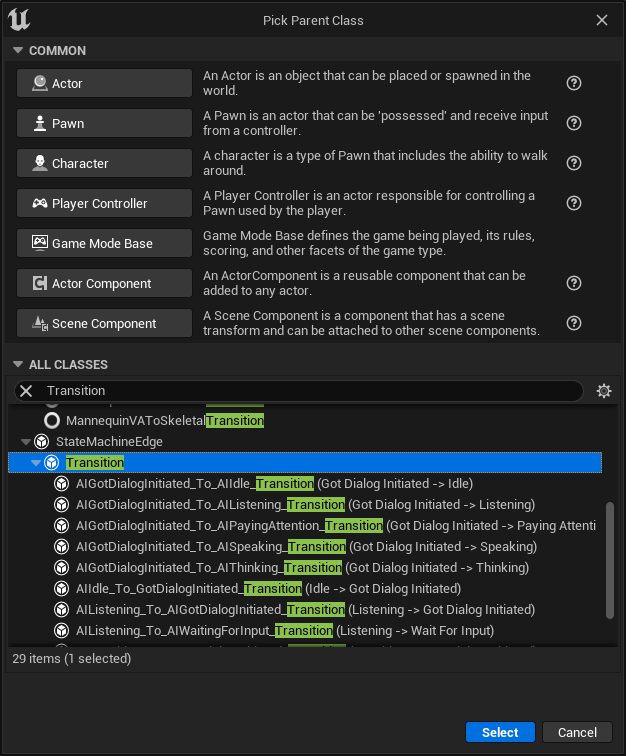 Pick Parent Class
COMMON
Actor
An Actor is an object that can be placed or spawned in the
world.
Pawn
A Pawn is an actor that can be 'possessed' and receive input
from a controller.
Character
A character is a type of Pawn that includes the ability to walk
around.
Player Controller
A Player Controller is an actor responsible for controlling a
Pawn used by the player.
Game Mode Base
Game Mode Base defines the game being played, its rules,
scoring, and other facets of the game type.
Actor Component
An ActorComponent is a reusable component that can be
added to any actor.
Scene Component
A Scene Component is a component that has a scene
transform and can be attached to other scene components.
ALL CLASSES
Transition
MannequinVAToSkeletalTransition
StateMachineEdge
Transition
AIGotDialogInitiated_To_AIIdle_Transition (Got Dialog Initiated -> Idle)
AIGotDialogInitiated_To_AIListening_Transition (Got Dialog Initiated -> Listening)
AIGotDialogInitiated_To_AIPayingAttention_Transition (Got Dialog Initiated -> Paying Attenti
AIGotDialogInitiated_To_AISpeaking_Transition (Got Dialog Initiated -> Speaking)
AIGotDialogInitiated_To_AIThinking_Transition (Got Dialog Initiated -> Thinking)
AIIdle_To_GotDialogInitiated_Transition (Idle -> Got Dialog Initiated)
AIListening_To_AIGotDialogInitiated_Transition (Listening -> Got Dialog Initiated)
AIListening_To_AIWaitingForInput_Transition (Listening -> Wait For Input)
29 items (1 selected)
Select
Cancel